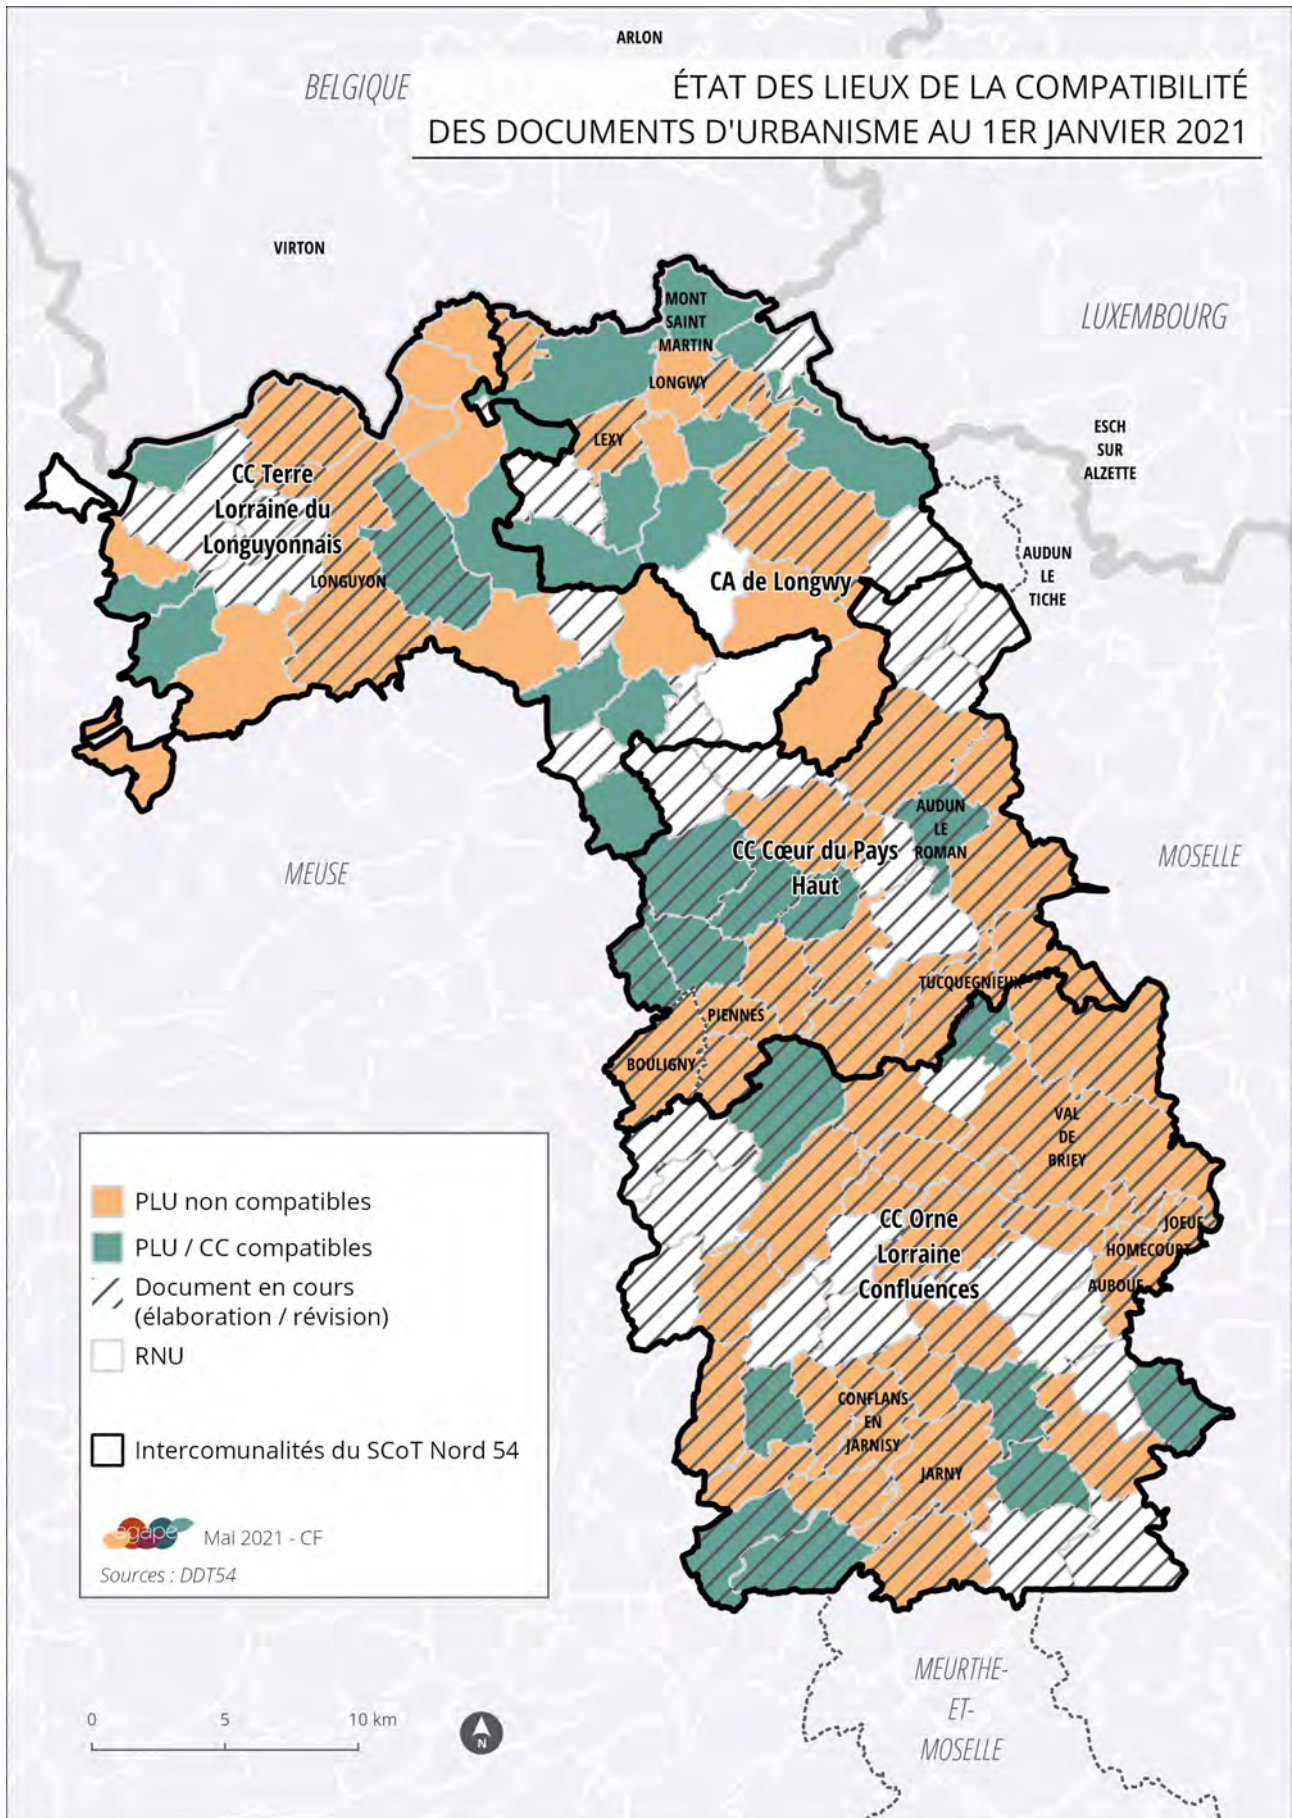 ARLON
BELGIQUE
ÉTAT DES LIEUX DE LA COMPATIBILITÉ
DES DOCUMENTS D'URBANISME AU 1ER JANVIER 2021
VIRTON
LUXEMBOURG
MONT
SAINT
MARTIN
LONGWY
LEXY
ESCH
SUR
ALZETTE
CC Terre
Lorraine du
Longuyonnais
LONGUYON
CA de Longwy
AUDUN
LE
TICHE
AUDUN
LE
ROMAN
CC Cœur du Pays
Haut
MEUSE
MOSELLE
TUCQUEGNIEUX
PIENNES
BOULIGNY
VAL
DE
BRIEY
JOEUF
HOMECOURT
AUBOUE
CC Orne
Lorraine
Confluences
CONFLANS
EN
JARNISY
JARNY
PLU non compatibles
PLU / CC compatibles
Document en cours
(élaboration / révision)
RNU
Intercomunalités du SCoT Nord 54
agape
Mai 2021 - CF
Sources : DDT54
MEURTHE-
ET-
MOSELLE
0 5 10 km
N